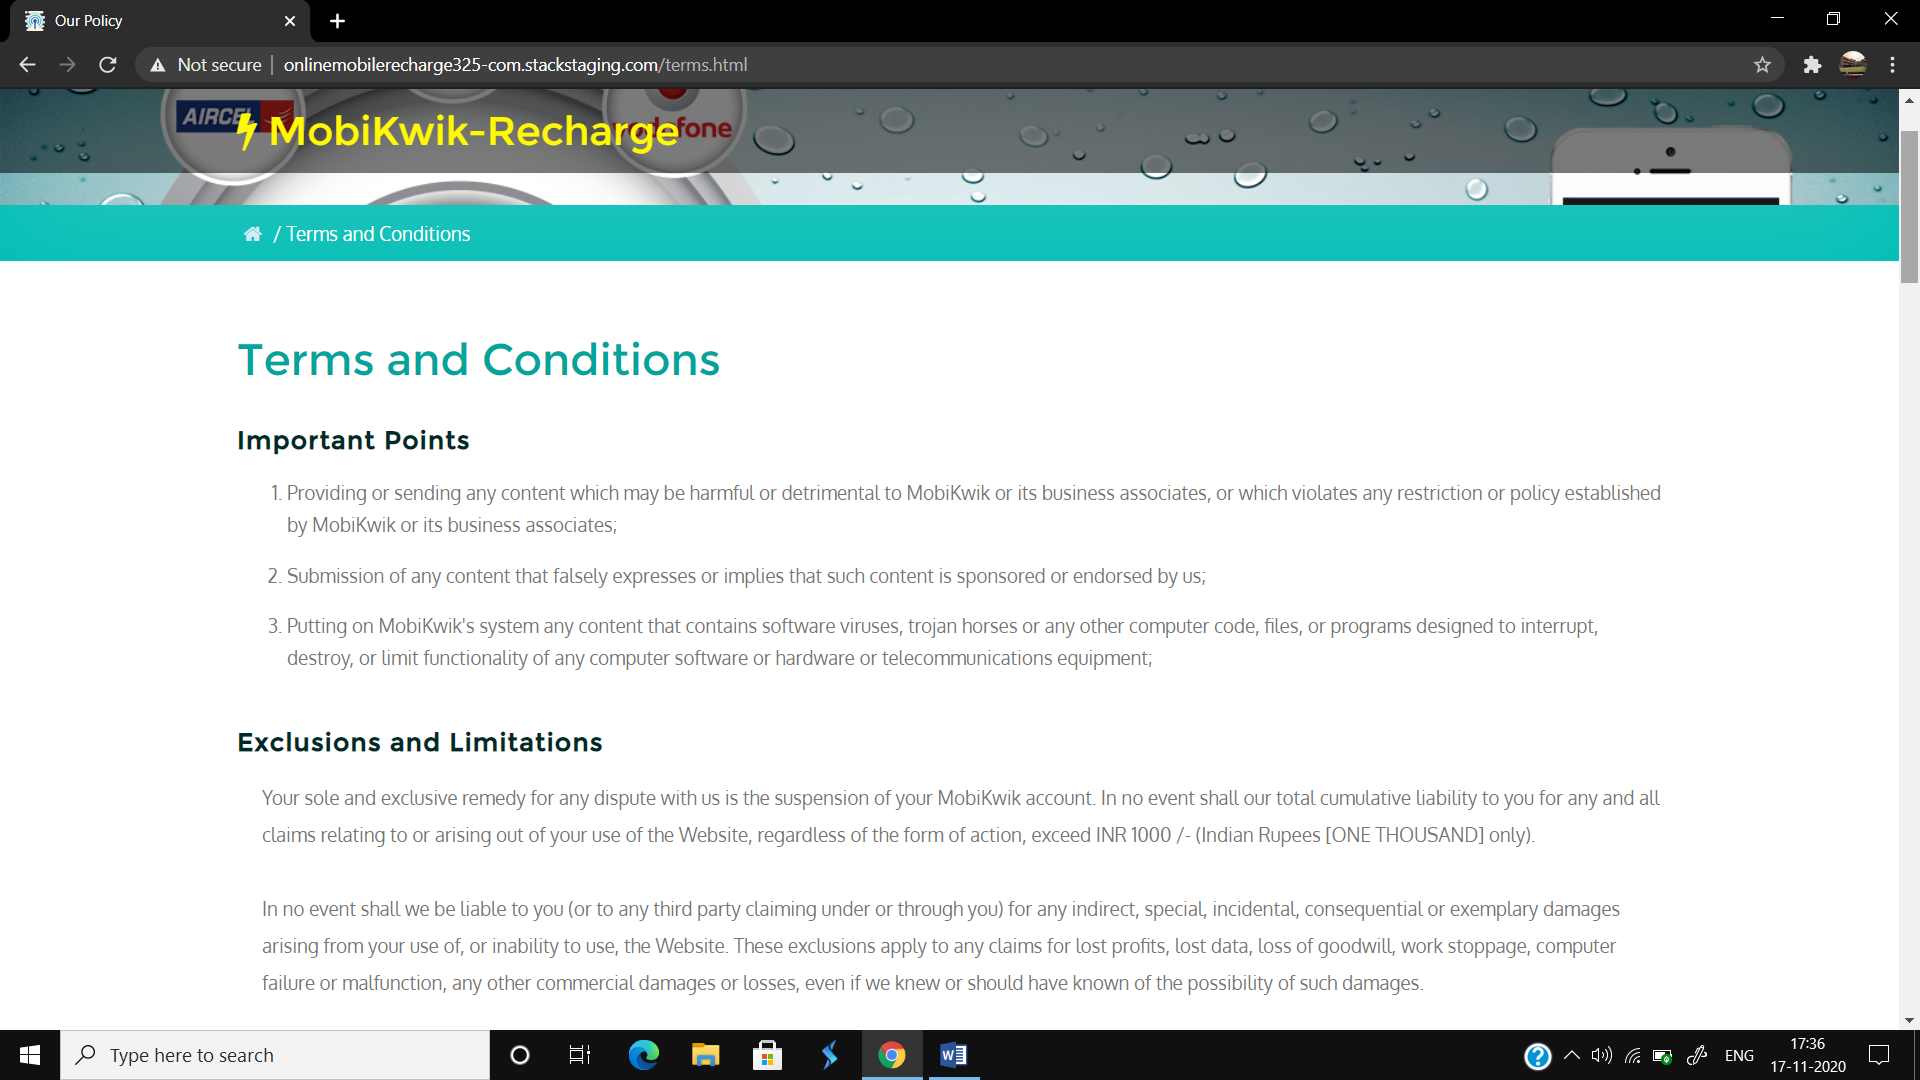 Our Policy
Not secure
onlinemobilerecharge325-com.stackstaging.com/terms.html
AIRCEL
vodafone
MobiKwik-Recharge
/ Terms and Conditions
Terms and Conditions
Important Points
1. Providing or sending any content which may be harmful or detrimental to MobiKwik or its business associates, or which violates any restriction or policy established
by MobiKwik or its business associates;
2. Submission of any content that falsely expresses or implies that such content is sponsored or endorsed by us;
3. Putting on MobiKwik's system any content that contains software viruses, trojan horses or any other computer code, files, or programs designed to interrupt,
destroy, or limit functionality of any computer software or hardware or telecommunications equipment;
Exclusions and Limitations
Your sole and exclusive remedy for any dispute with us is the suspension of your MobiKwik account. In no event shall our total cumulative liability to you for any and all
claims relating to or arising out of your use of the Website, regardless of the form of action, exceed INR 1000 /- (Indian Rupees [ONE THOUSAND] only).
In no event shall we be liable to you (or to any third party claiming under or through you) for any indirect, special, incidental, consequential or exemplary damages
arising from your use of, or inability to use, the Website. These exclusions apply to any claims for lost profits, lost data, loss of goodwill, work stoppage, computer
failure or malfunction, any other commercial damages or losses, even if we knew or should have known of the possibility of such damages.
Type here to search
ENG
17:36
17-11-2020